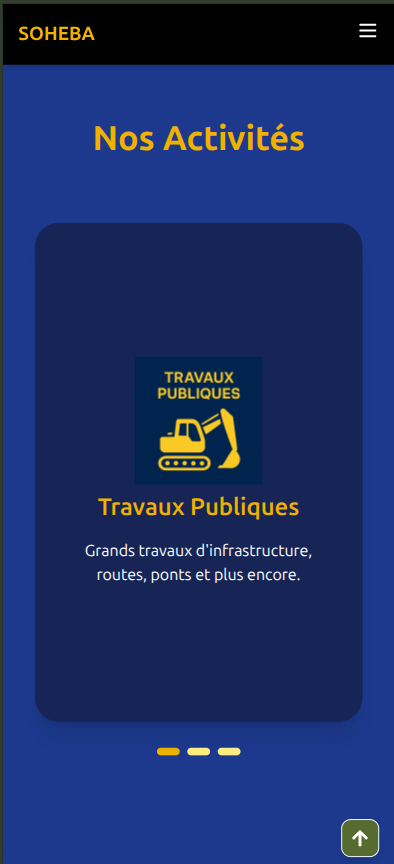 SOHEBA
Nos Activités
TRAVAUX
PUBLIQUES
Travaux Publiques
Grands travaux d'infrastructure,
routes, ponts et plus encore.